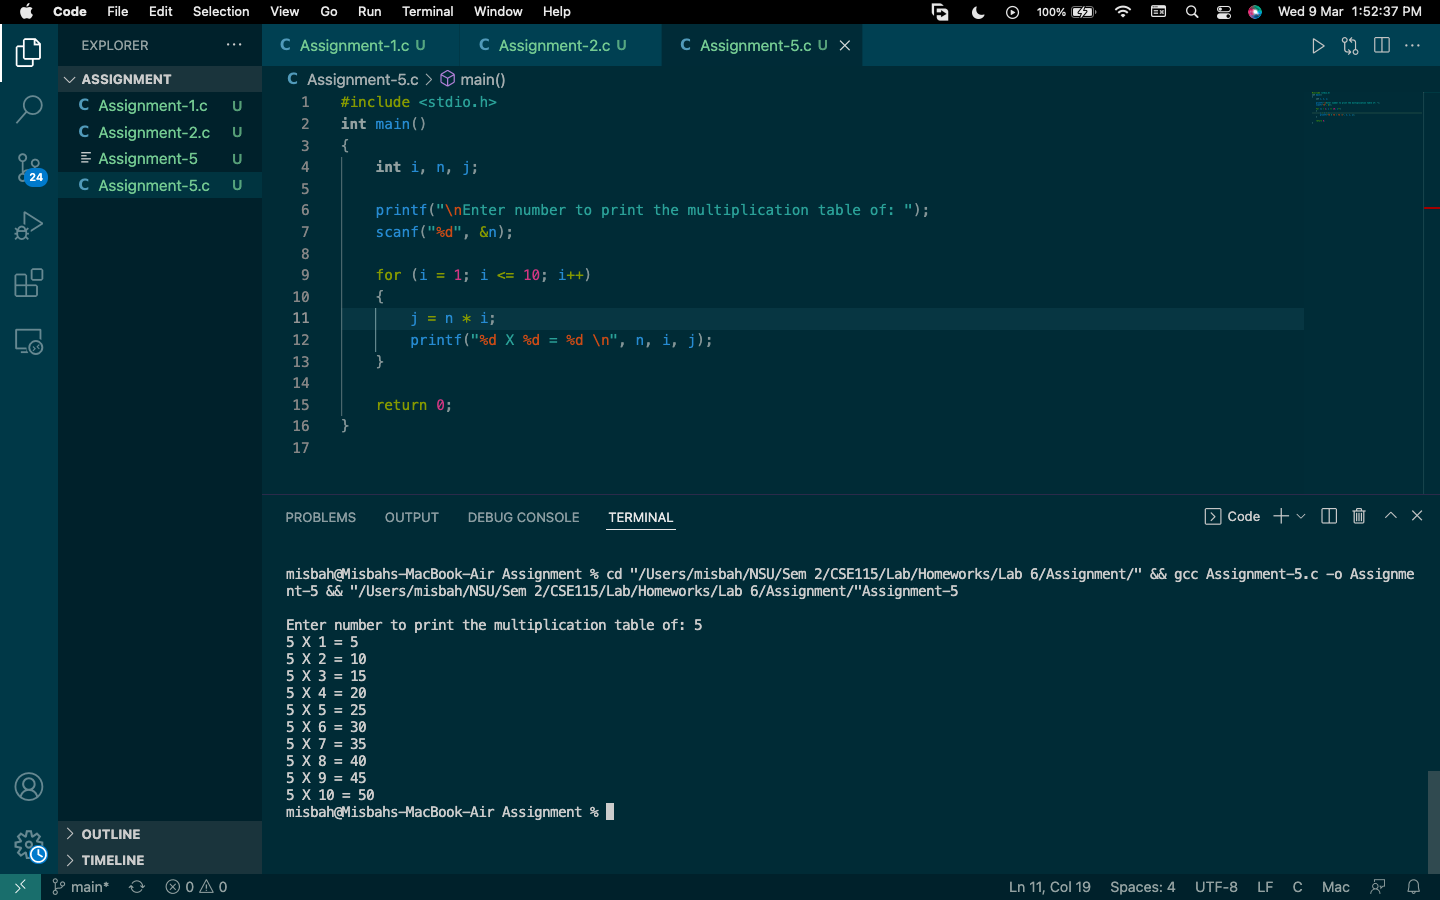 Code File Edit Selection View Go Run Terminal Window Help 100% Wed 9 Mar 1:52:37 PM
EXPLORER ···
C Assignment-1.c U
C Assignment-2.c U
C Assignment-5.c U
ASSIGNMENT
C Assignment-1.c U
C Assignment-2.c U
Assignment-5 U
C Assignment-5.c U
24
OUTLINE
TIMELINE
C Assignment-5.c > main()
1 #include <stdio.h>
2 int main()
3 {
4 int i, n, j;
5
6 printf("\nEnter number to print the multiplication table of: ");
7 scanf("%d", &n);
8
9 for (i = 1; i <= 10; i++)
10 {
11 j = n * i;
12 printf("%d X %d = %d \n", n, i, j);
13 }
14
15 return 0;
16 }
17
PROBLEMS OUTPUT DEBUG CONSOLE TERMINAL Code
misbah@Misbahs-MacBook-Air Assignment % cd "/Users/misbah/NSU/Sem 2/CSE115/Lab/Homeworks/Lab 6/Assignment/" && gcc Assignment-5.c -o Assignme
nt-5 && "/Users/misbah/NSU/Sem 2/CSE115/Lab/Homeworks/Lab 6/Assignment/"Assignment-5
Enter number to print the multiplication table of: 5
5 X 1 = 5
5 X 2 = 10
5 X 3 = 15
5 X 4 = 20
5 X 5 = 25
5 X 6 = 30
5 X 7 = 35
5 X 8 = 40
5 X 9 = 45
5 X 10 = 50
misbah@Misbahs-MacBook-Air Assignment %
main* 0 0 Ln 11, Col 19 Spaces: 4 UTF-8 LF C Mac